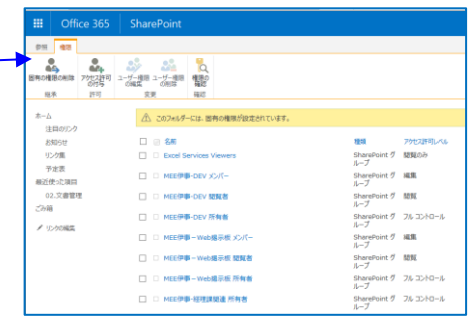 Office 365
SharePoint
参照
権限
固有の権限の削除
アクセス許可
の付与
ユーザー権限
の編集
ユーザー権限
の削除
権限の
確認
継承
許可
変更
確認
ホーム
注目のリンク
お知らせ
リンク集
予定表
最近使った項目
02.文書管理
ごみ箱
リンクの編集
このフォルダーには、固有の権限が設定されています。
名前
種類
アクセス許可レベル
Excel Services Viewers
SharePoint グ
ループ
閲覧のみ
MEE伊事-DEV メンバー
SharePoint グ
ループ
編集
MEE伊事-DEV 閲覧者
SharePoint グ
ループ
閲覧
MEE伊事-DEV 所有者
SharePoint グ
ループ
フル コントロール
MEE伊事－Web掲示板 メンバー
SharePoint グ
ループ
編集
MEE伊事－Web掲示板 閲覧者
SharePoint グ
ループ
閲覧
MEE伊事－Web掲示板 所有者
SharePoint グ
ループ
フル コントロール
MEE伊事-経理課関連 所有者
SharePoint グ
ループ
フル コントロール